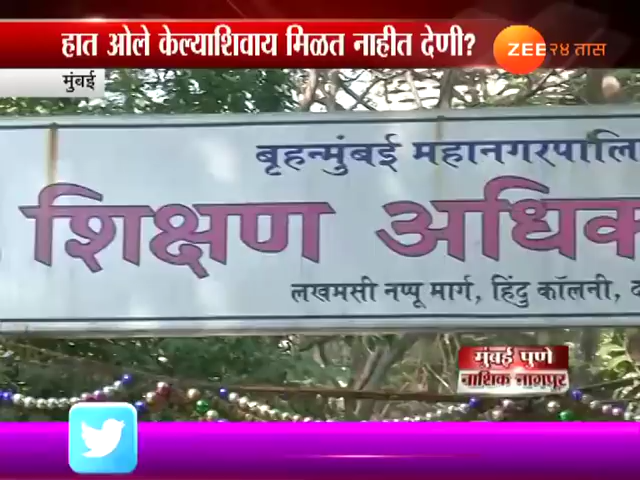 हात ओले केल्याशिवाय मिळत नाहीत देणी?
ZEE २४ तास
मुंबई
बृहन्मुंबई महानगरपालि
शिक्षण अधिक
लखमसी नप्पू मार्ग, हिंदु कॉलनी,
मुंबई पुणे
नाशिक नागपूर